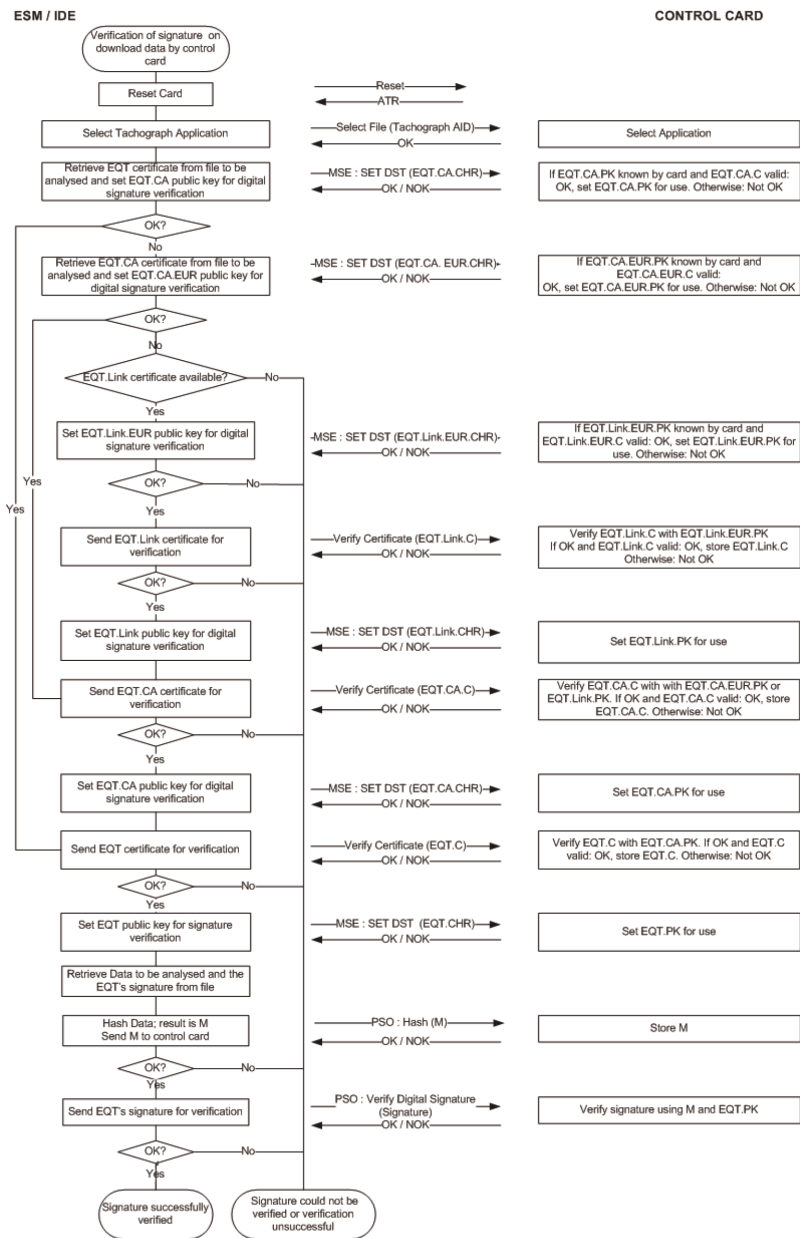 ESM / IDE
CONTROL CARD
Verification of signature on
download data by control
card
Reset Card
Reset
ATR
Select Tachograph Application
Select File (Tachograph AID)
OK
Select Application
Retrieve EQT certificate from file to be
analysed and set EQT.CA public key for digital
signature verification
MSE : SET DST (EQT.CA.CHR)
OK / NOK
If EQT.CA.PK known by card and EQT.CA.C valid:
OK, set EQT.CA.PK for use. Otherwise: Not OK
OK?
No
Retrieve EQT.CA certificate from file to be
analysed and set EQT.CA.EUR public key for
digital signature verification
MSE : SET DST (EQT.CA. EUR.CHR)
OK / NOK
If EQT.CA.EUR.PK known by card and
EQT.CA.EUR.C valid:
OK, set EQT.CA.EUR.PK for use. Otherwise: Not OK
OK?
No
EQT.Link certificate available?
No
Yes
Set EQT.Link.EUR public key for digital
signature verification
MSE : SET DST (EQT.Link.EUR.CHR)
OK / NOK
If EQT.Link.EUR.PK known by card and
EQT.Link.EUR.C valid: OK, set EQT.Link.EUR.PK for
use. Otherwise: Not OK
OK?
No
Yes
Yes
Yes
Send EQT.Link certificate for
verification
Verify Certificate (EQT.Link.C)
OK / NOK
Verify EQT.Link.C with EQT.Link.EUR.PK
If OK and EQT.Link.C valid: OK, store EQT.Link.C
Otherwise: Not OK
OK?
No
Yes
Set EQT.Link public key for digital
signature verification
MSE : SET DST (EQT.Link.CHR)
OK / NOK
Set EQT.Link.PK for use
Send EQT.CA certificate for
verification
Verify Certificate (EQT.CA.C)
OK / NOK
Verify EQT.CA.C with with EQT.CA.EUR.PK or
EQT.Link.PK. If OK and EQT.CA.C valid: OK, store
EQT.CA.C. Otherwise: Not OK
OK?
No
Yes
Set EQT.CA public key for digital
signature verification
MSE : SET DST (EQT.CA.CHR)
OK / NOK
Set EQT.CA.PK for use
Send EQT certificate for verification
Verify Certificate (EQT.C)
OK / NOK
Verify EQT.C with EQT.CA.PK. If OK and EQT.C
valid: OK, store EQT.C. Otherwise: Not OK
OK?
No
Yes
Set EQT public key for signature
verification
MSE : SET DST (EQT.CHR)
OK / NOK
Set EQT.PK for use
Retrieve Data to be analysed and the
EQT's signature from file
Hash Data; result is M
Send M to control card
PSO : Hash (M)
OK / NOK
Store M
OK?
No
Yes
Send EQT's signature for verification
PSO : Verify Digital Signature
(Signature)
OK / NOK
Verify signature using M and EQT.PK
OK?
No
Yes
Signature successfully
verified
Signature could not be
verified or verification
unsuccessful